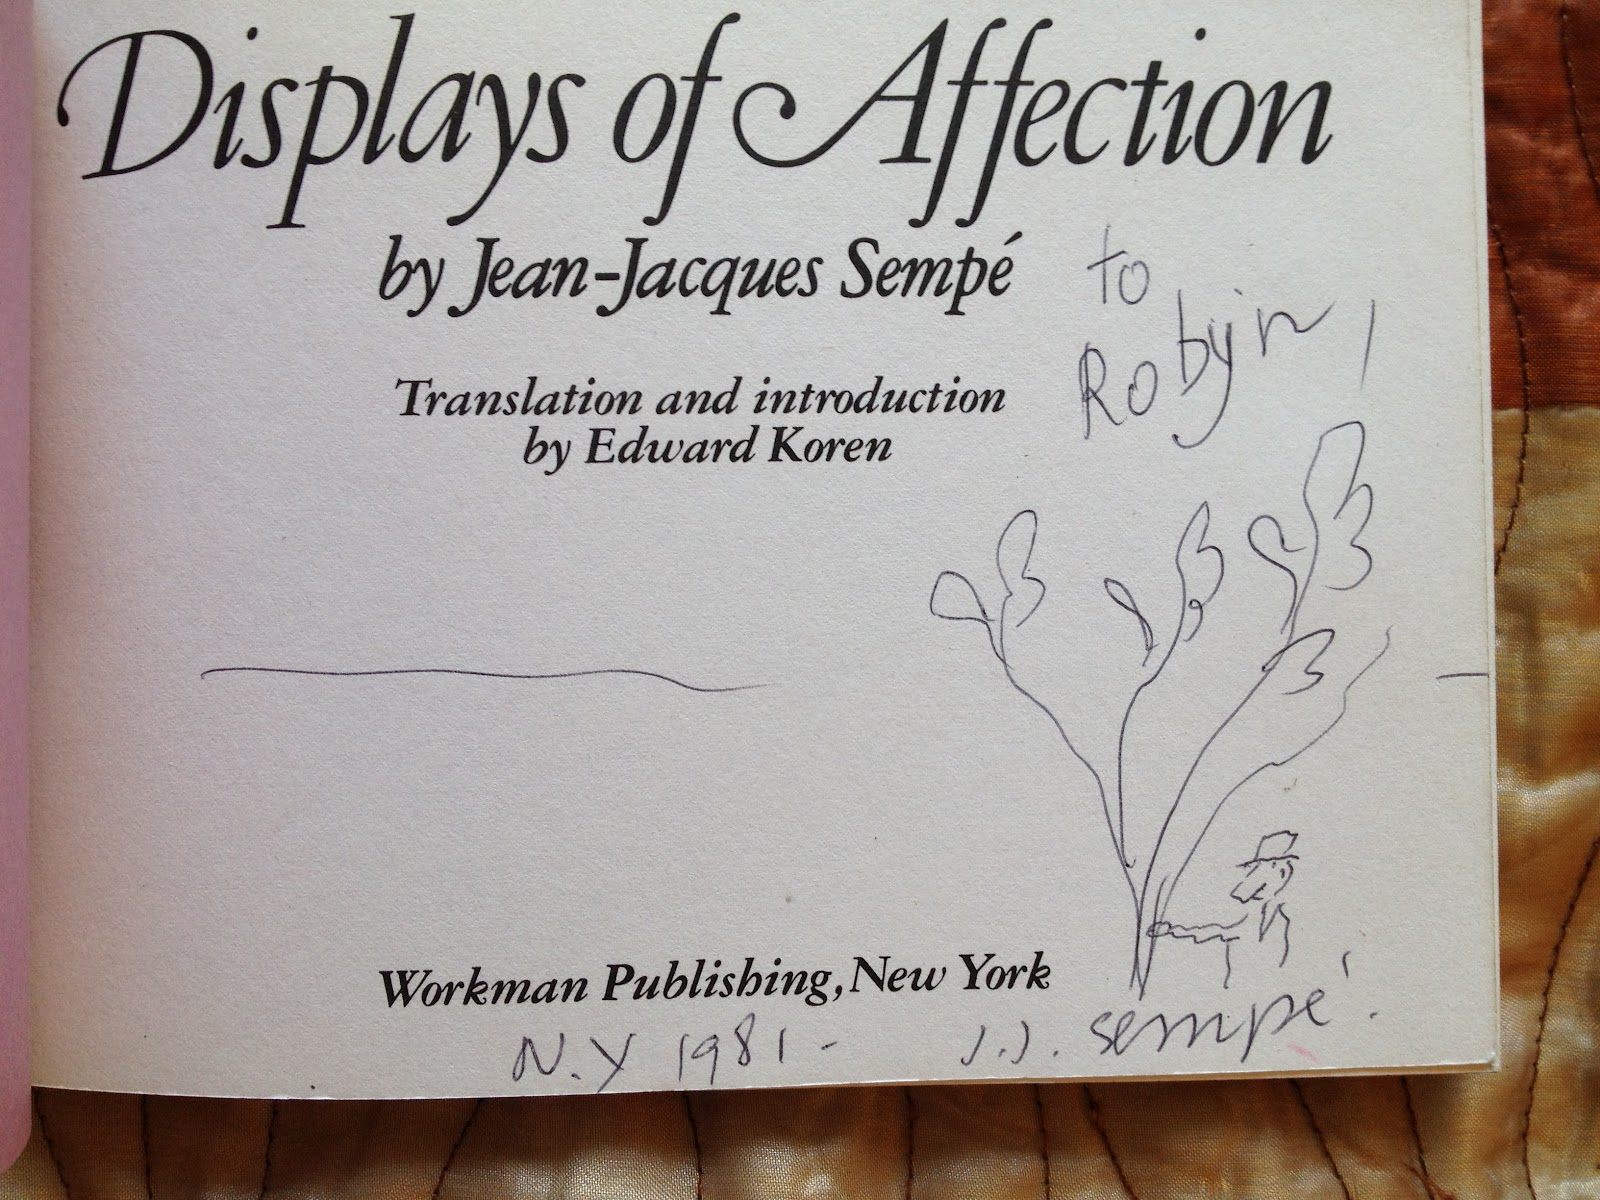 Displays of Affection
by Jean-Jacques Sempé
to
Robyn,
Translation and introduction
by Edward Koren
Workman Publishing, New York
N.Y 1981 - J.J. sempé.